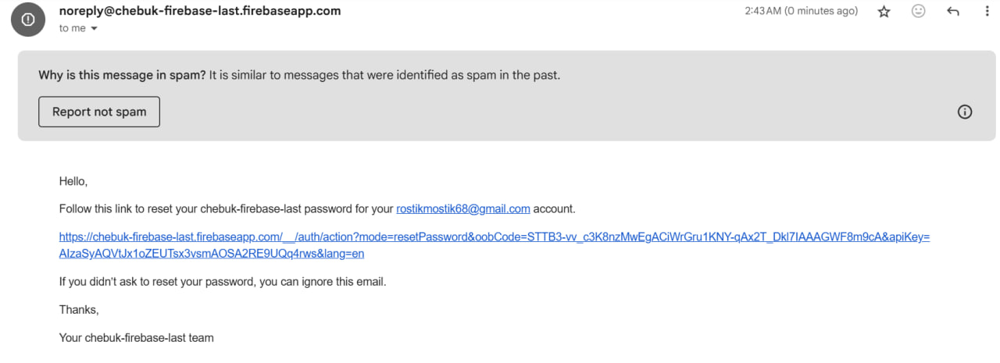 noreply@chebuk-firebase-last.firebaseapp.com
2:43 AM (0 minutes ago)
to me
Why is this message in spam? It is similar to messages that were identified as spam in the past.
Report not spam
Hello,
Follow this link to reset your chebuk-firebase-last password for your rostikmostik68@gmail.com account.
https://chebuk-firebase-last.firebaseapp.com/__/auth/action?mode=resetPassword&oobCode=STTB3-vv_c3K8nzMwEgACiWrGru1KNY-qAx2T_Dkl7IAAAGWF8m9cA&apiKey=
AIzaSyAQVtJx1oZEUTsx3vsmAOSA2RE9UQq4rws&lang=en
If you didn't ask to reset your password, you can ignore this email.
Thanks,
Your chebuk-firebase-last team